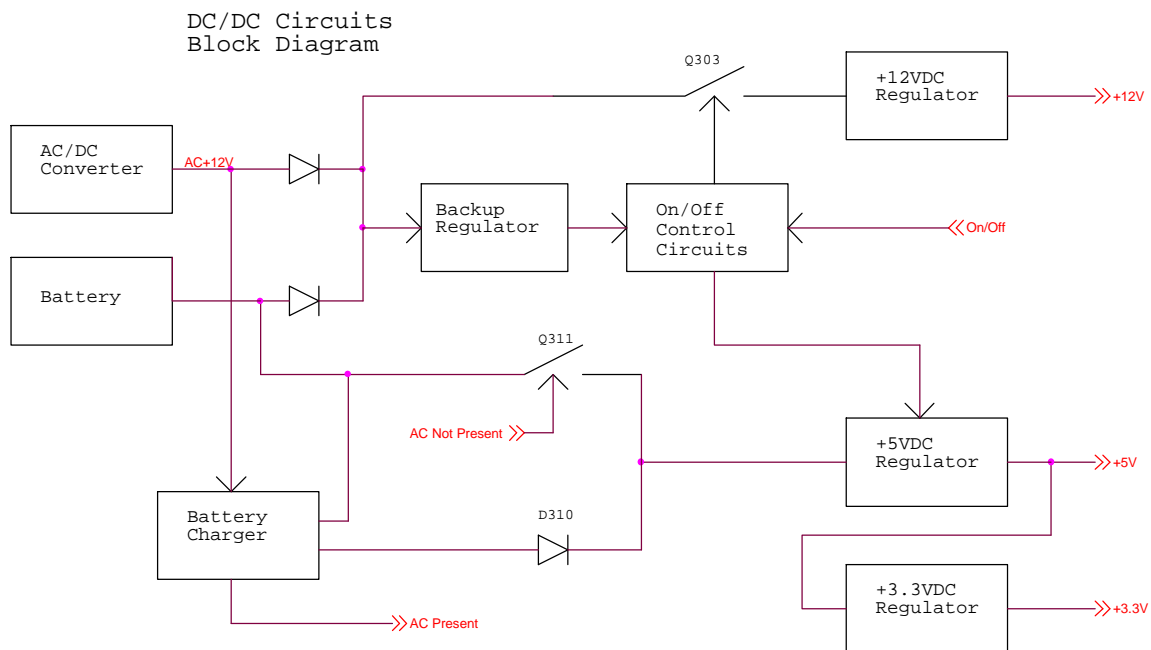 DC/DC Circuits
Block Diagram
Q303
+12VDC
Regulator
+12V
AC/DC
Converter
AC+12V
Backup
Regulator
On/Off
Control
Circuits
On/Off
Battery
Q311
AC Not Present
+5VDC
Regulator
+5V
Battery
Charger
D310
+3.3VDC
Regulator
+3.3V
AC Present